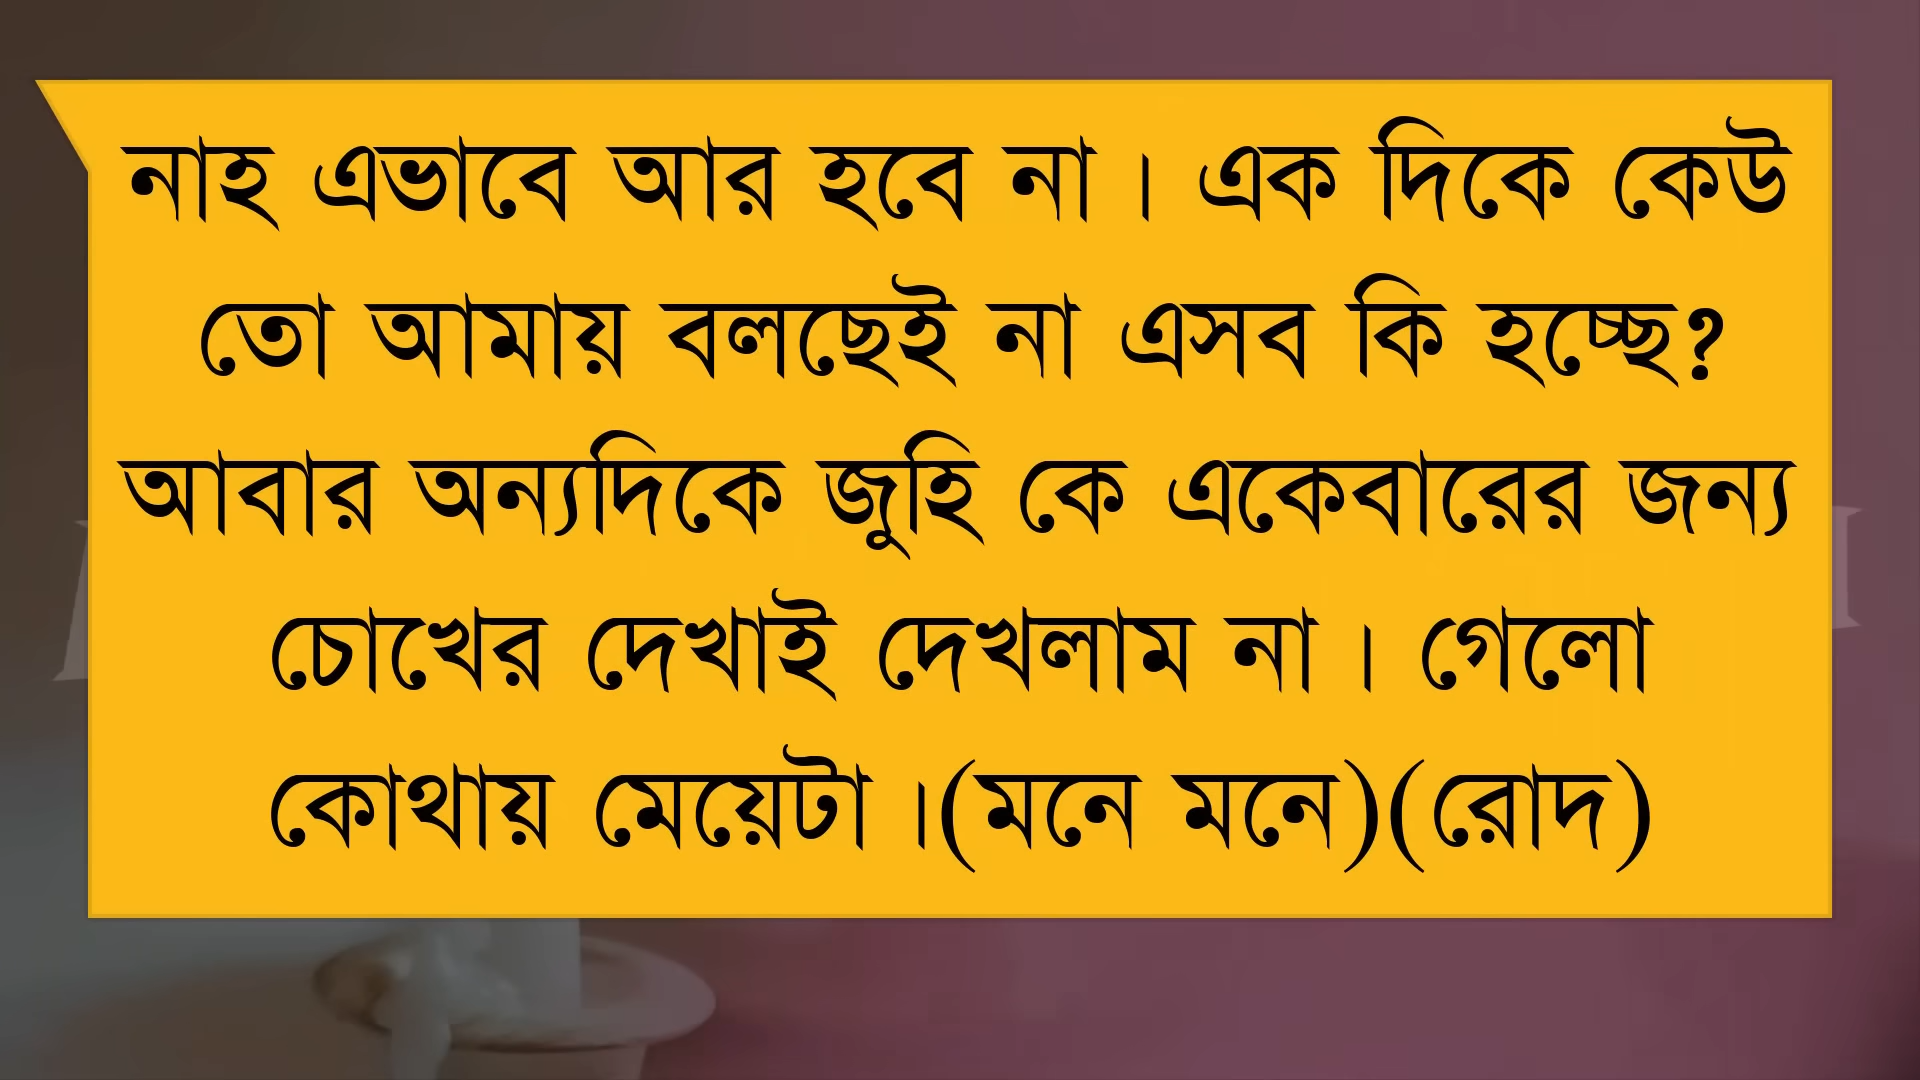 নাহ এভাবে আর হবে না। এক দিকে কেউ
তো আমায় বলছেই না এসব কি হচ্ছে?
আবার অন্যদিকে জুহি কে একেবারের জন্য
চোখের দেখাই দেখলাম না। গেলো
কোথায় মেয়েটা ।(মনে মনে)(রোদ)